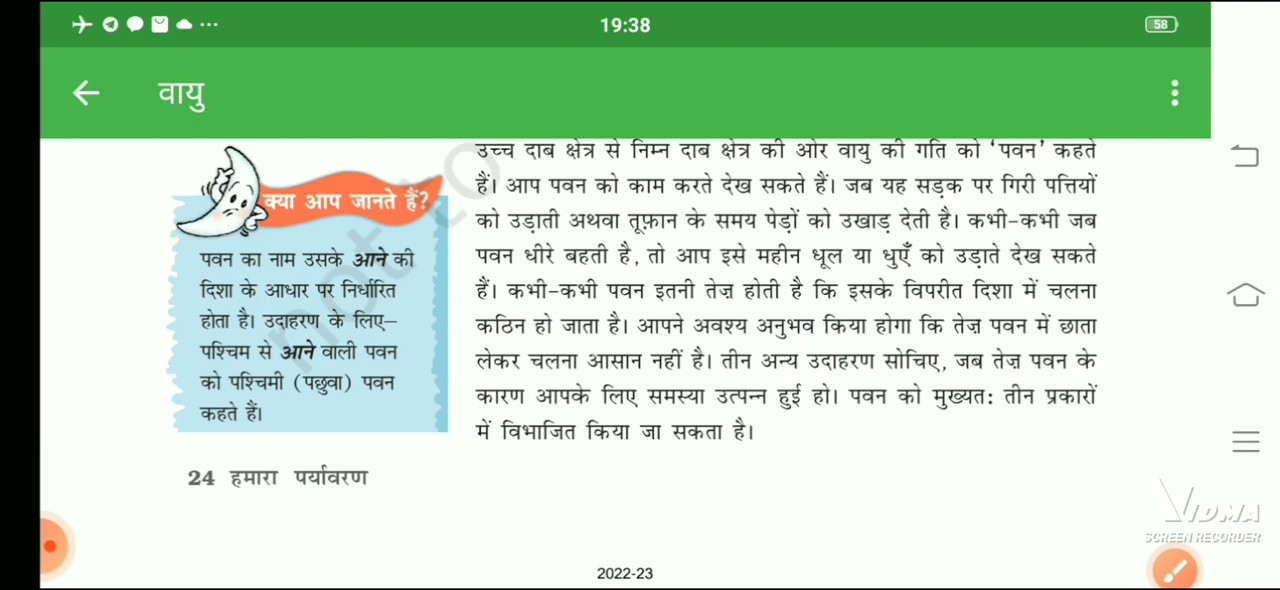 19:38
58
वायु
उच्च दाब क्षेत्र से निम्न दाब क्षेत्र की ओर वायु की गति को ‘पवन’ कहते
हैं। आप पवन को काम करते देख सकते हैं। जब यह सड़क पर गिरी पत्तियों
को उड़ाती अथवा तूफ़ान के समय पेड़ों को उखाड़ देती है। कभी-कभी जब
पवन धीरे बहती है, तो आप इसे महीन धूल या धुएँ को उड़ाते देख सकते
हैं। कभी-कभी पवन इतनी तेज़ होती है कि इसके विपरीत दिशा में चलना
कठिन हो जाता है। आपने अवश्य अनुभव किया होगा कि तेज़ पवन में छाता
लेकर चलना आसान नहीं है। तीन अन्य उदाहरण सोचिए, जब तेज़ पवन के
कारण आपके लिए समस्या उत्पन्न हुई हो। पवन को मुख्यत: तीन प्रकारों
में विभाजित किया जा सकता है।
क्या आप जानते हैं?
पवन का नाम उसके आने की
दिशा के आधार पर निर्धारित
होता है। उदाहरण के लिए–
पश्चिम से आने वाली पवन
को पश्चिमी (पछुवा) पवन
कहते हैं।
24 हमारा पर्यावरण
2022-23
not to
VIDMA
SCREEN RECORDER